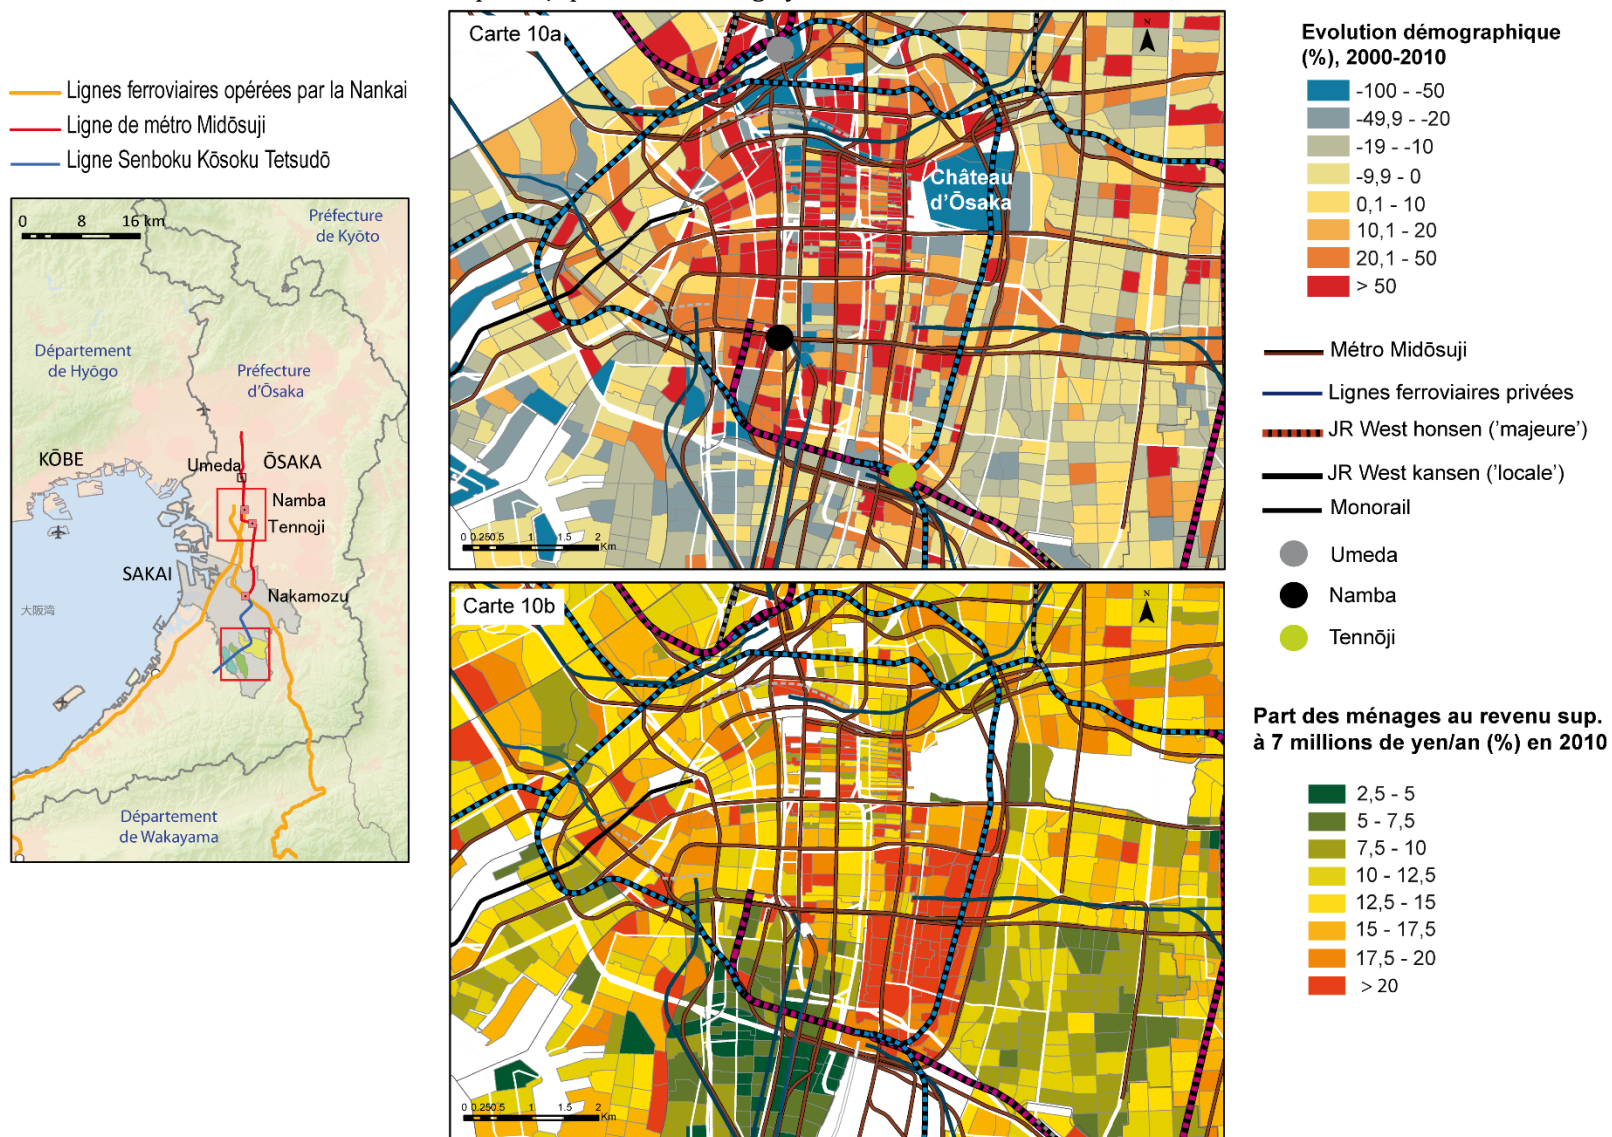 Lignes ferroviaires opérées par la Nankai
Ligne de métro Midōsuji
Ligne Senboku Kōsoku Tetsudō
0 8 16 km
Préfecture
de Kyōto
Département
de Hyōgo
Préfecture
d'Ōsaka
KŌBE
Umeda
ŌSAKA
Namba
Tennoji
SAKAI
Nakamozu
大阪湾
Département
de Wakayama
Carte 10a
N
Château
d'Ōsaka
0 0.250.5 1 1.5 2
Km
Carte 10b
N
0 0.250.5 1 1.5 2
Km
Evolution démographique
(%), 2000-2010
-100 - -50
-49,9 - -20
-19 - -10
-9,9 - 0
0,1 - 10
10,1 - 20
20,1 - 50
> 50
Métro Midōsuji
Lignes ferroviaires privées
JR West honsen ('majeure')
JR West kansen ('locale')
Monorail
Umeda
Namba
Tennōji
Part des ménages au revenu sup.
à 7 millions de yen/an (%) en 2010
2,5 - 5
5 - 7,5
7,5 - 10
10 - 12,5
12,5 - 15
15 - 17,5
17,5 - 20
> 20